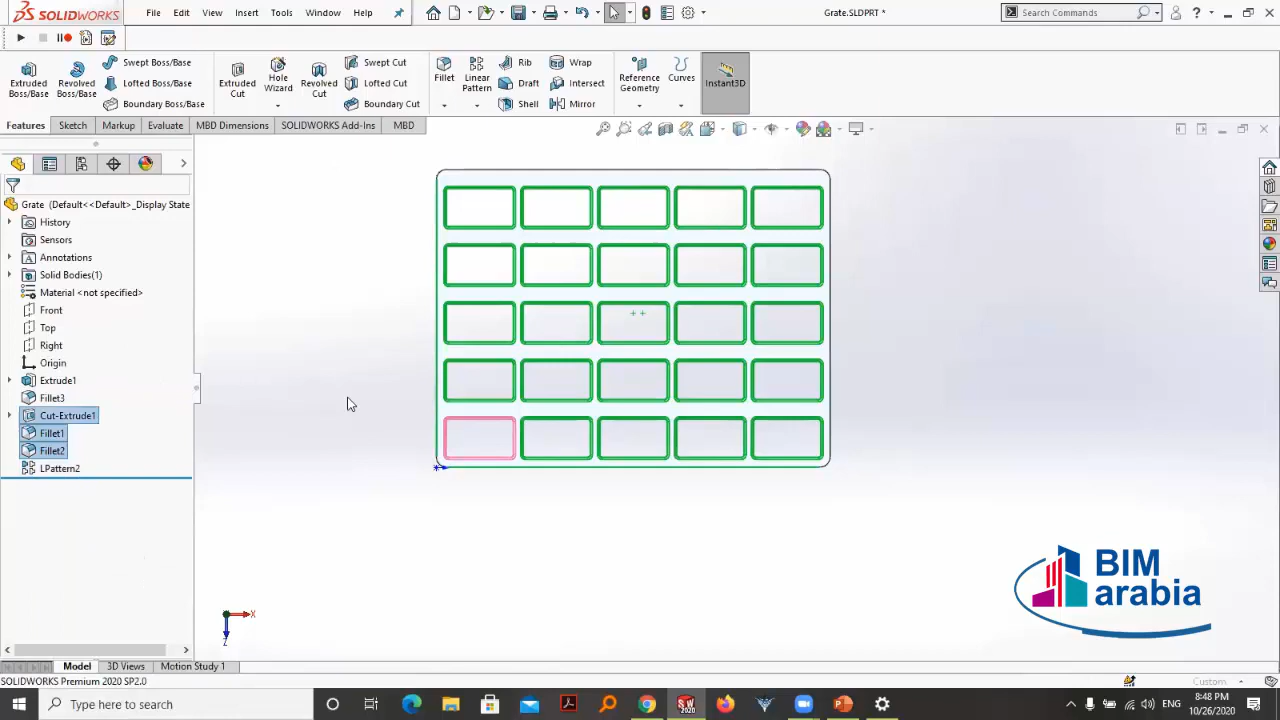 SOLIDWORKS File Edit View Insert Tools Window Help Grate.SLDPRT * Search Commands ?
Extruded Boss/Base
Revolved Boss/Base
Swept Boss/Base
Lofted Boss/Base
Boundary Boss/Base
Extruded Cut
Hole Wizard
Revolved Cut
Swept Cut
Lofted Cut
Boundary Cut
Fillet
Linear Pattern
Rib
Draft
Shell
Wrap
Intersect
Mirror
Reference Geometry
Curves
Instant3D
Features Sketch Markup Evaluate MBD Dimensions SOLIDWORKS Add-Ins MBD
Grate (Default<<Default>_Display State
History
Sensors
Annotations
Solid Bodies(1)
Material <not specified>
Front
Top
Right
Origin
Extrude1
Fillet3
Cut-Extrude1
Fillet1
Fillet2
LPattern2
X
Z
BIM
arabia
Model 3D Views Motion Study 1
SOLIDWORKS Premium 2020 SP2.0 Custom
Type here to search
ENG
8:48 PM
10/26/2020